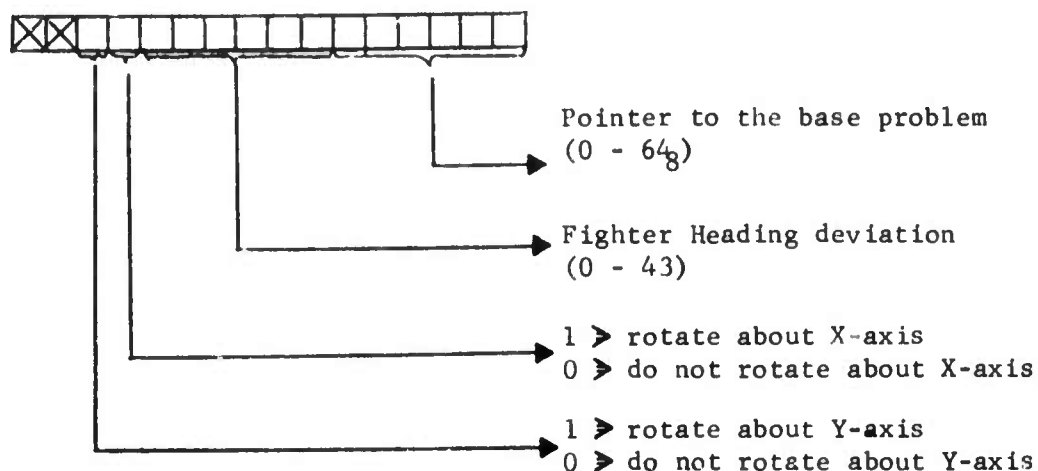 Pointer to the base problem
(0 - 64₈)
Fighter Heading deviation
(0 - 43)
1 ⋟ rotate about X-axis
0 ⋟ do not rotate about X-axis
1 ⋟ rotate about Y-axis
0 ⋟ do not rotate about Y-axis